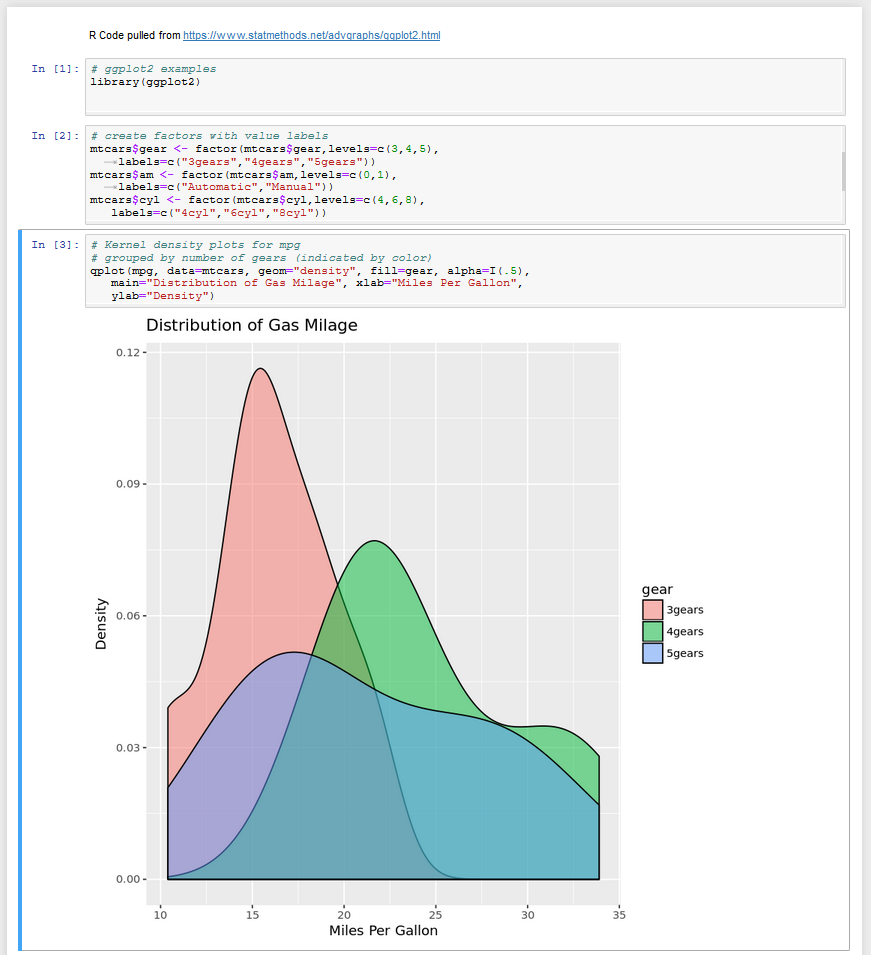 R Code pulled from https://www.statmethods.net/advgraphs/ggplot2.html
In [1]:
# ggplot2 examples
library(ggplot2)
In [2]:
# create factors with value labels
mtcars$gear <- factor(mtcars$gear,levels=c(3,4,5),
labels=c("3gears","4gears","5gears"))
mtcars$am <- factor(mtcars$am,levels=c(0,1),
labels=c("Automatic","Manual"))
mtcars$cyl <- factor(mtcars$cyl,levels=c(4,6,8),
labels=c("4cyl","6cyl","8cyl"))
In [3]:
# Kernel density plots for mpg
# grouped by number of gears (indicated by color)
qplot(mpg, data=mtcars, geom="density", fill=gear, alpha=I(.5),
main="Distribution of Gas Milage", xlab="Miles Per Gallon",
ylab="Density")
Distribution of Gas Milage
0.12
0.09
0.06
0.03
0.00
Density
10 15 20 25 30 35
Miles Per Gallon
gear
3gears
4gears
5gears